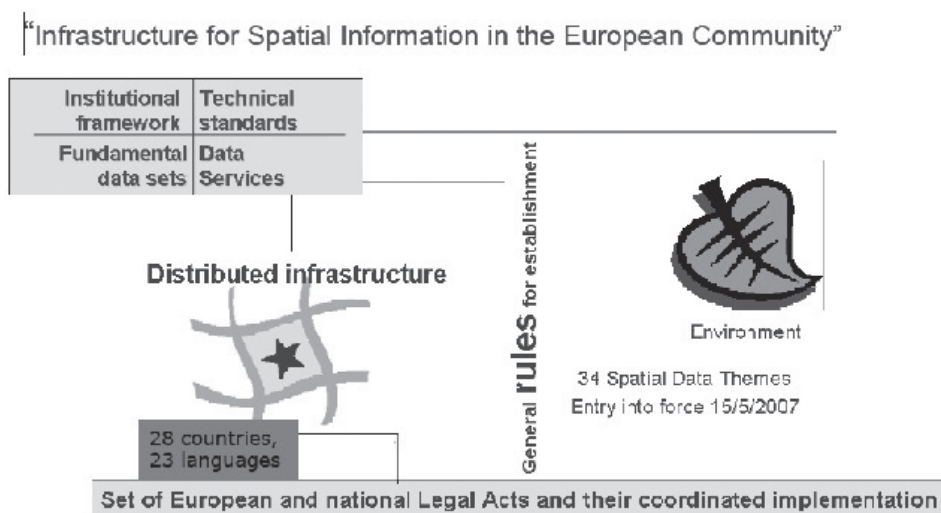 “Infrastructure for Spatial Information in the European Community”
Institutional framework
Technical standards
Fundamental data sets
Data Services
Distributed infrastructure
28 countries,
23 languages
General rules for establishment
Environment
34 Spatial Data Themes
Entry into force 15/5/2007
Set of European and national Legal Acts and their coordinated implementation